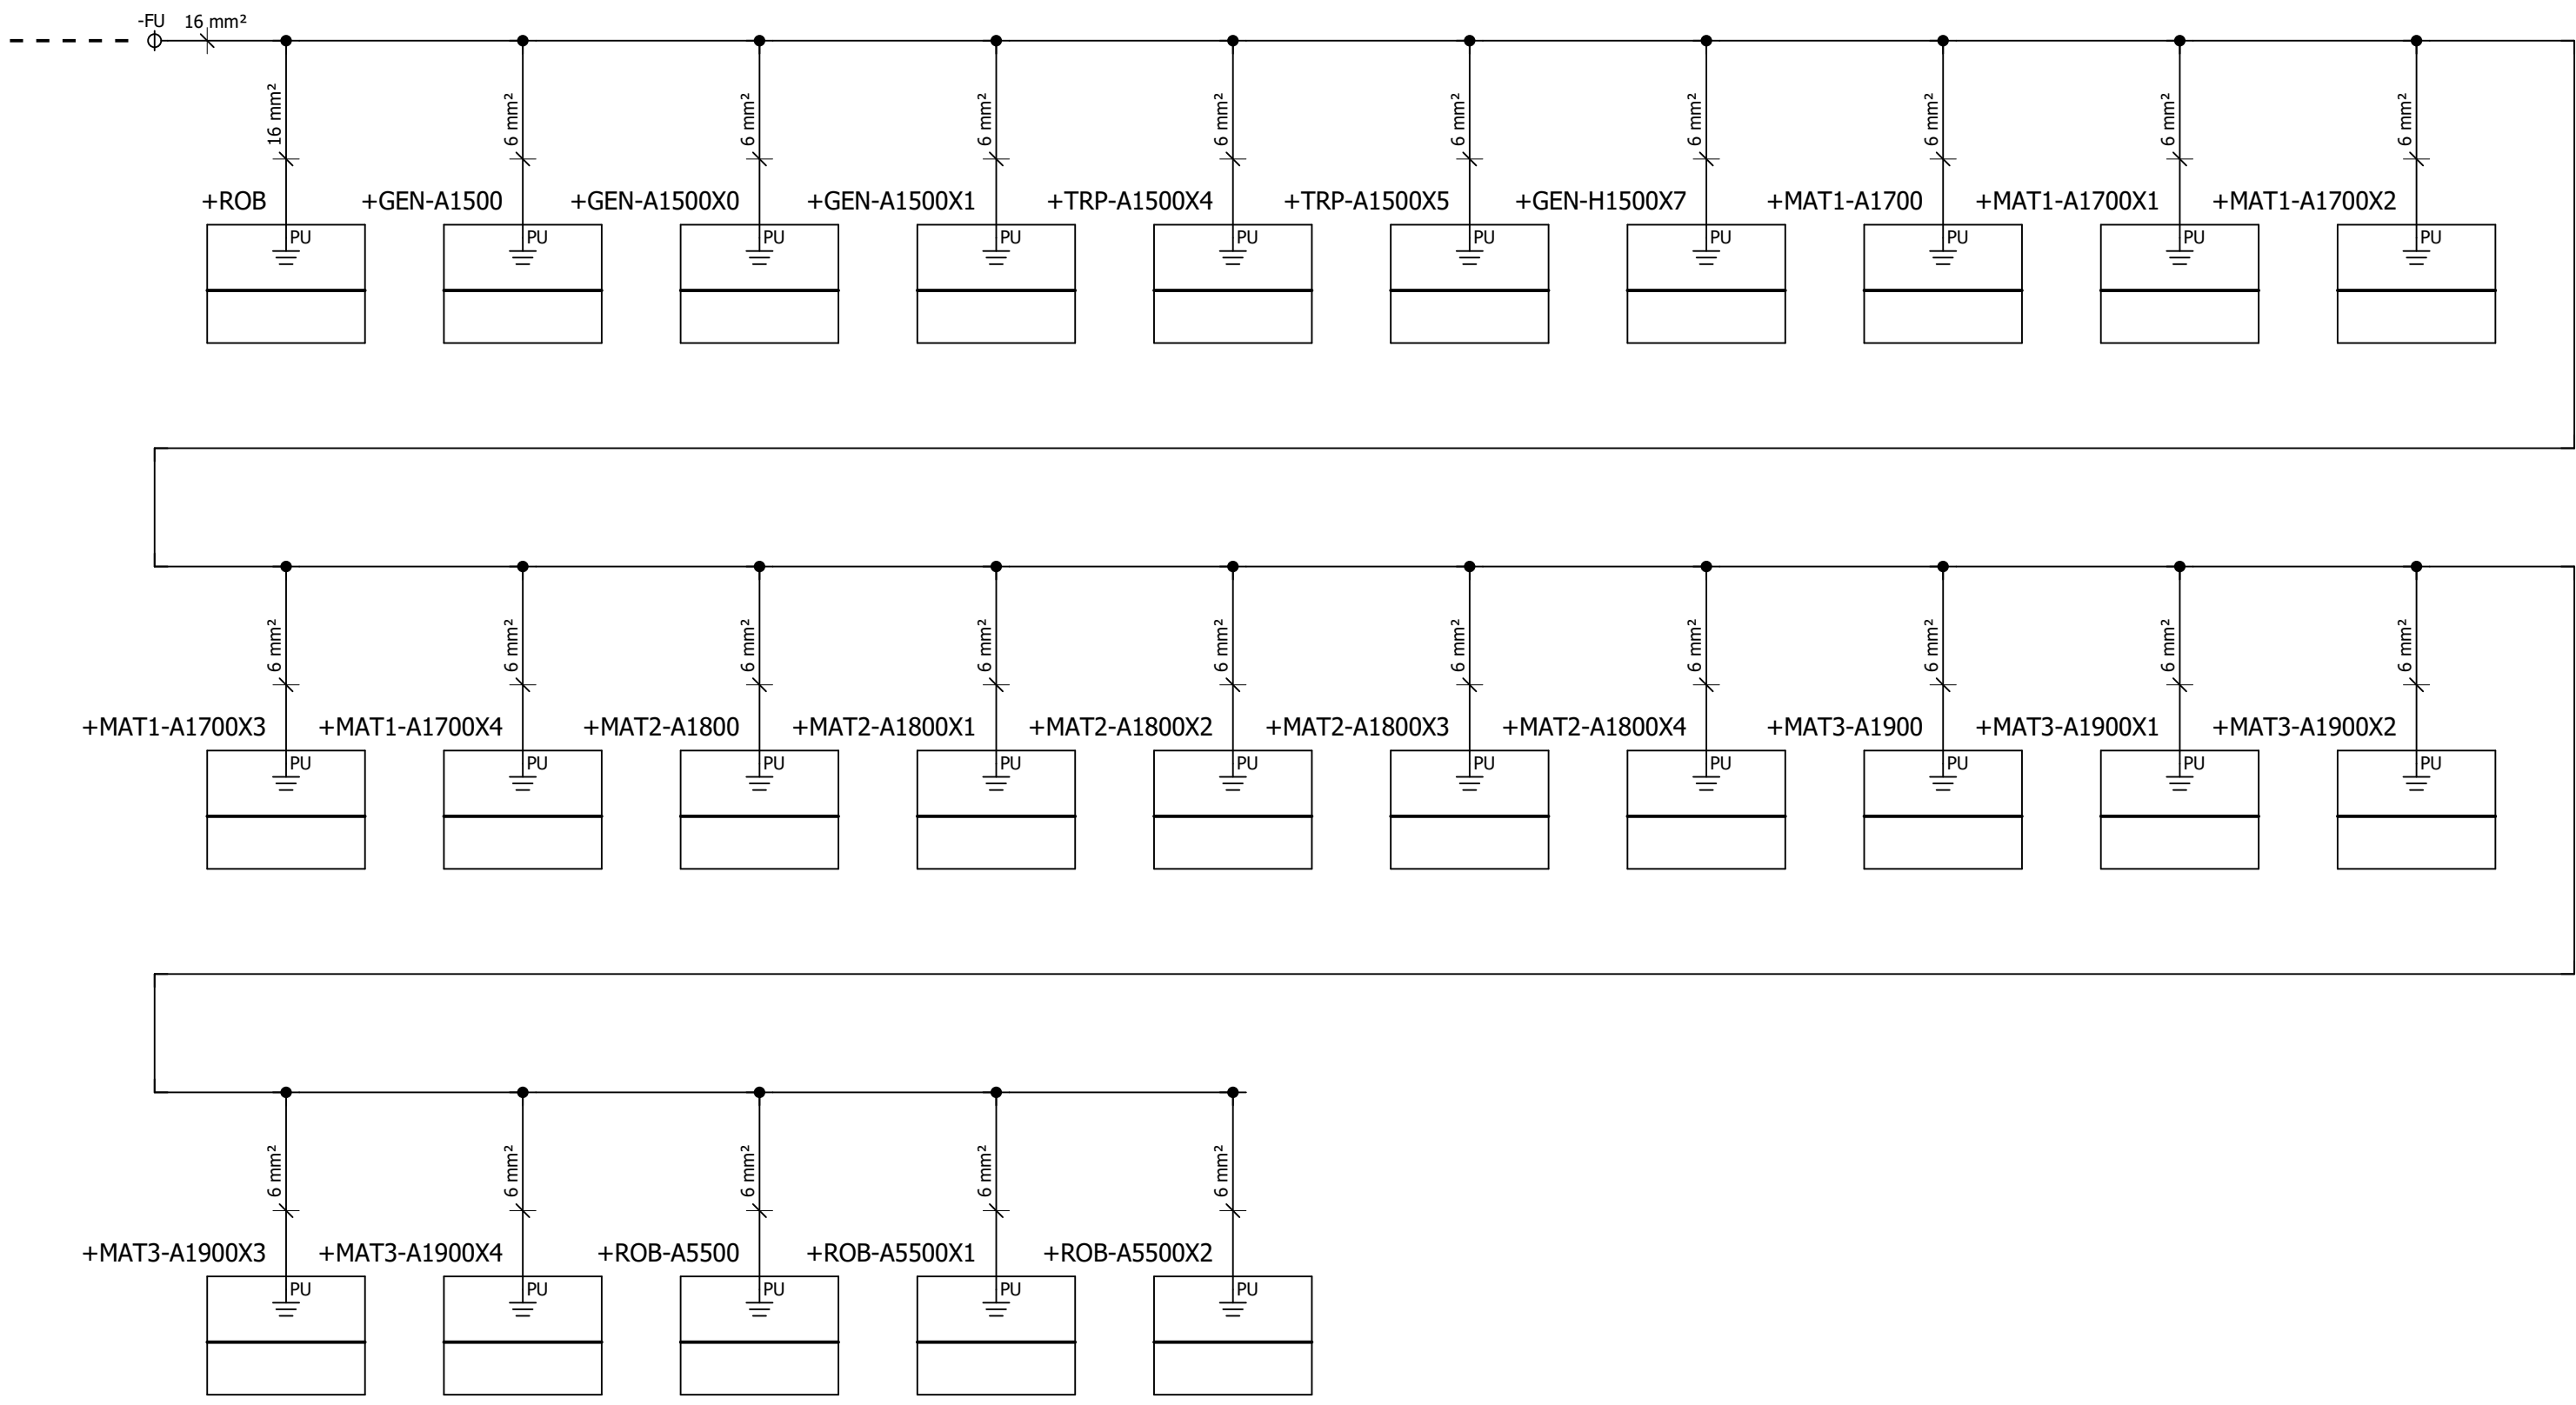 -FU 16 mm²
16 mm² 6 mm² 6 mm² 6 mm² 6 mm² 6 mm² 6 mm² 6 mm² 6 mm² 6 mm²
+ROB +GEN-A1500 +GEN-A1500X0 +GEN-A1500X1 +TRP-A1500X4 +TRP-A1500X5 +GEN-H1500X7 +MAT1-A1700 +MAT1-A1700X1 +MAT1-A1700X2
PU PU PU PU PU PU PU PU PU PU
6 mm² 6 mm² 6 mm² 6 mm² 6 mm² 6 mm² 6 mm² 6 mm² 6 mm² 6 mm²
+MAT1-A1700X3 +MAT1-A1700X4 +MAT2-A1800 +MAT2-A1800X1 +MAT2-A1800X2 +MAT2-A1800X3 +MAT2-A1800X4 +MAT3-A1900 +MAT3-A1900X1 +MAT3-A1900X2
PU PU PU PU PU PU PU PU PU PU
6 mm² 6 mm² 6 mm² 6 mm² 6 mm²
+MAT3-A1900X3 +MAT3-A1900X4 +ROB-A5500 +ROB-A5500X1 +ROB-A5500X2
PU PU PU PU PU